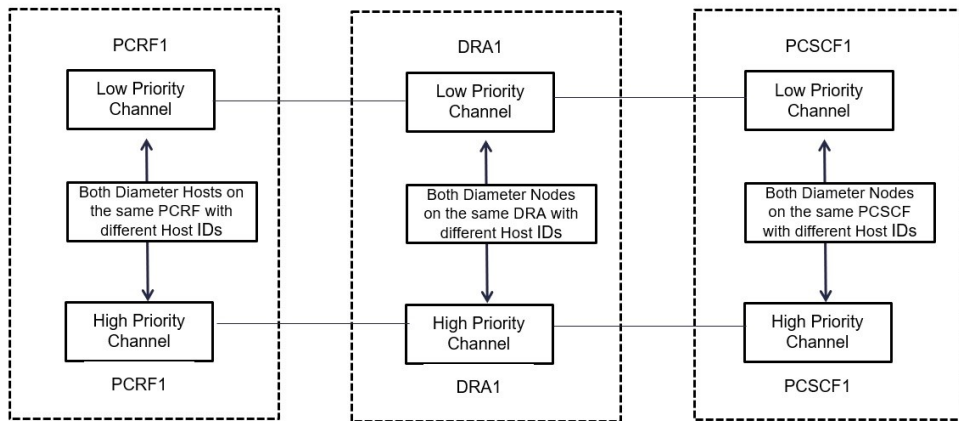 PCRF1
DRA1
PCSCF1
Low Priority
Channel
Low Priority
Channel
Low Priority
Channel
Both Diameter Hosts on
the same PCRF with
different Host IDs
Both Diameter Nodes
on the same DRA with
different Host IDs
Both Diameter Nodes
on the same PCSCF
with different Host IDs
High Priority
Channel
High Priority
Channel
High Priority
Channel
PCRF1
DRA1
PCSCF1